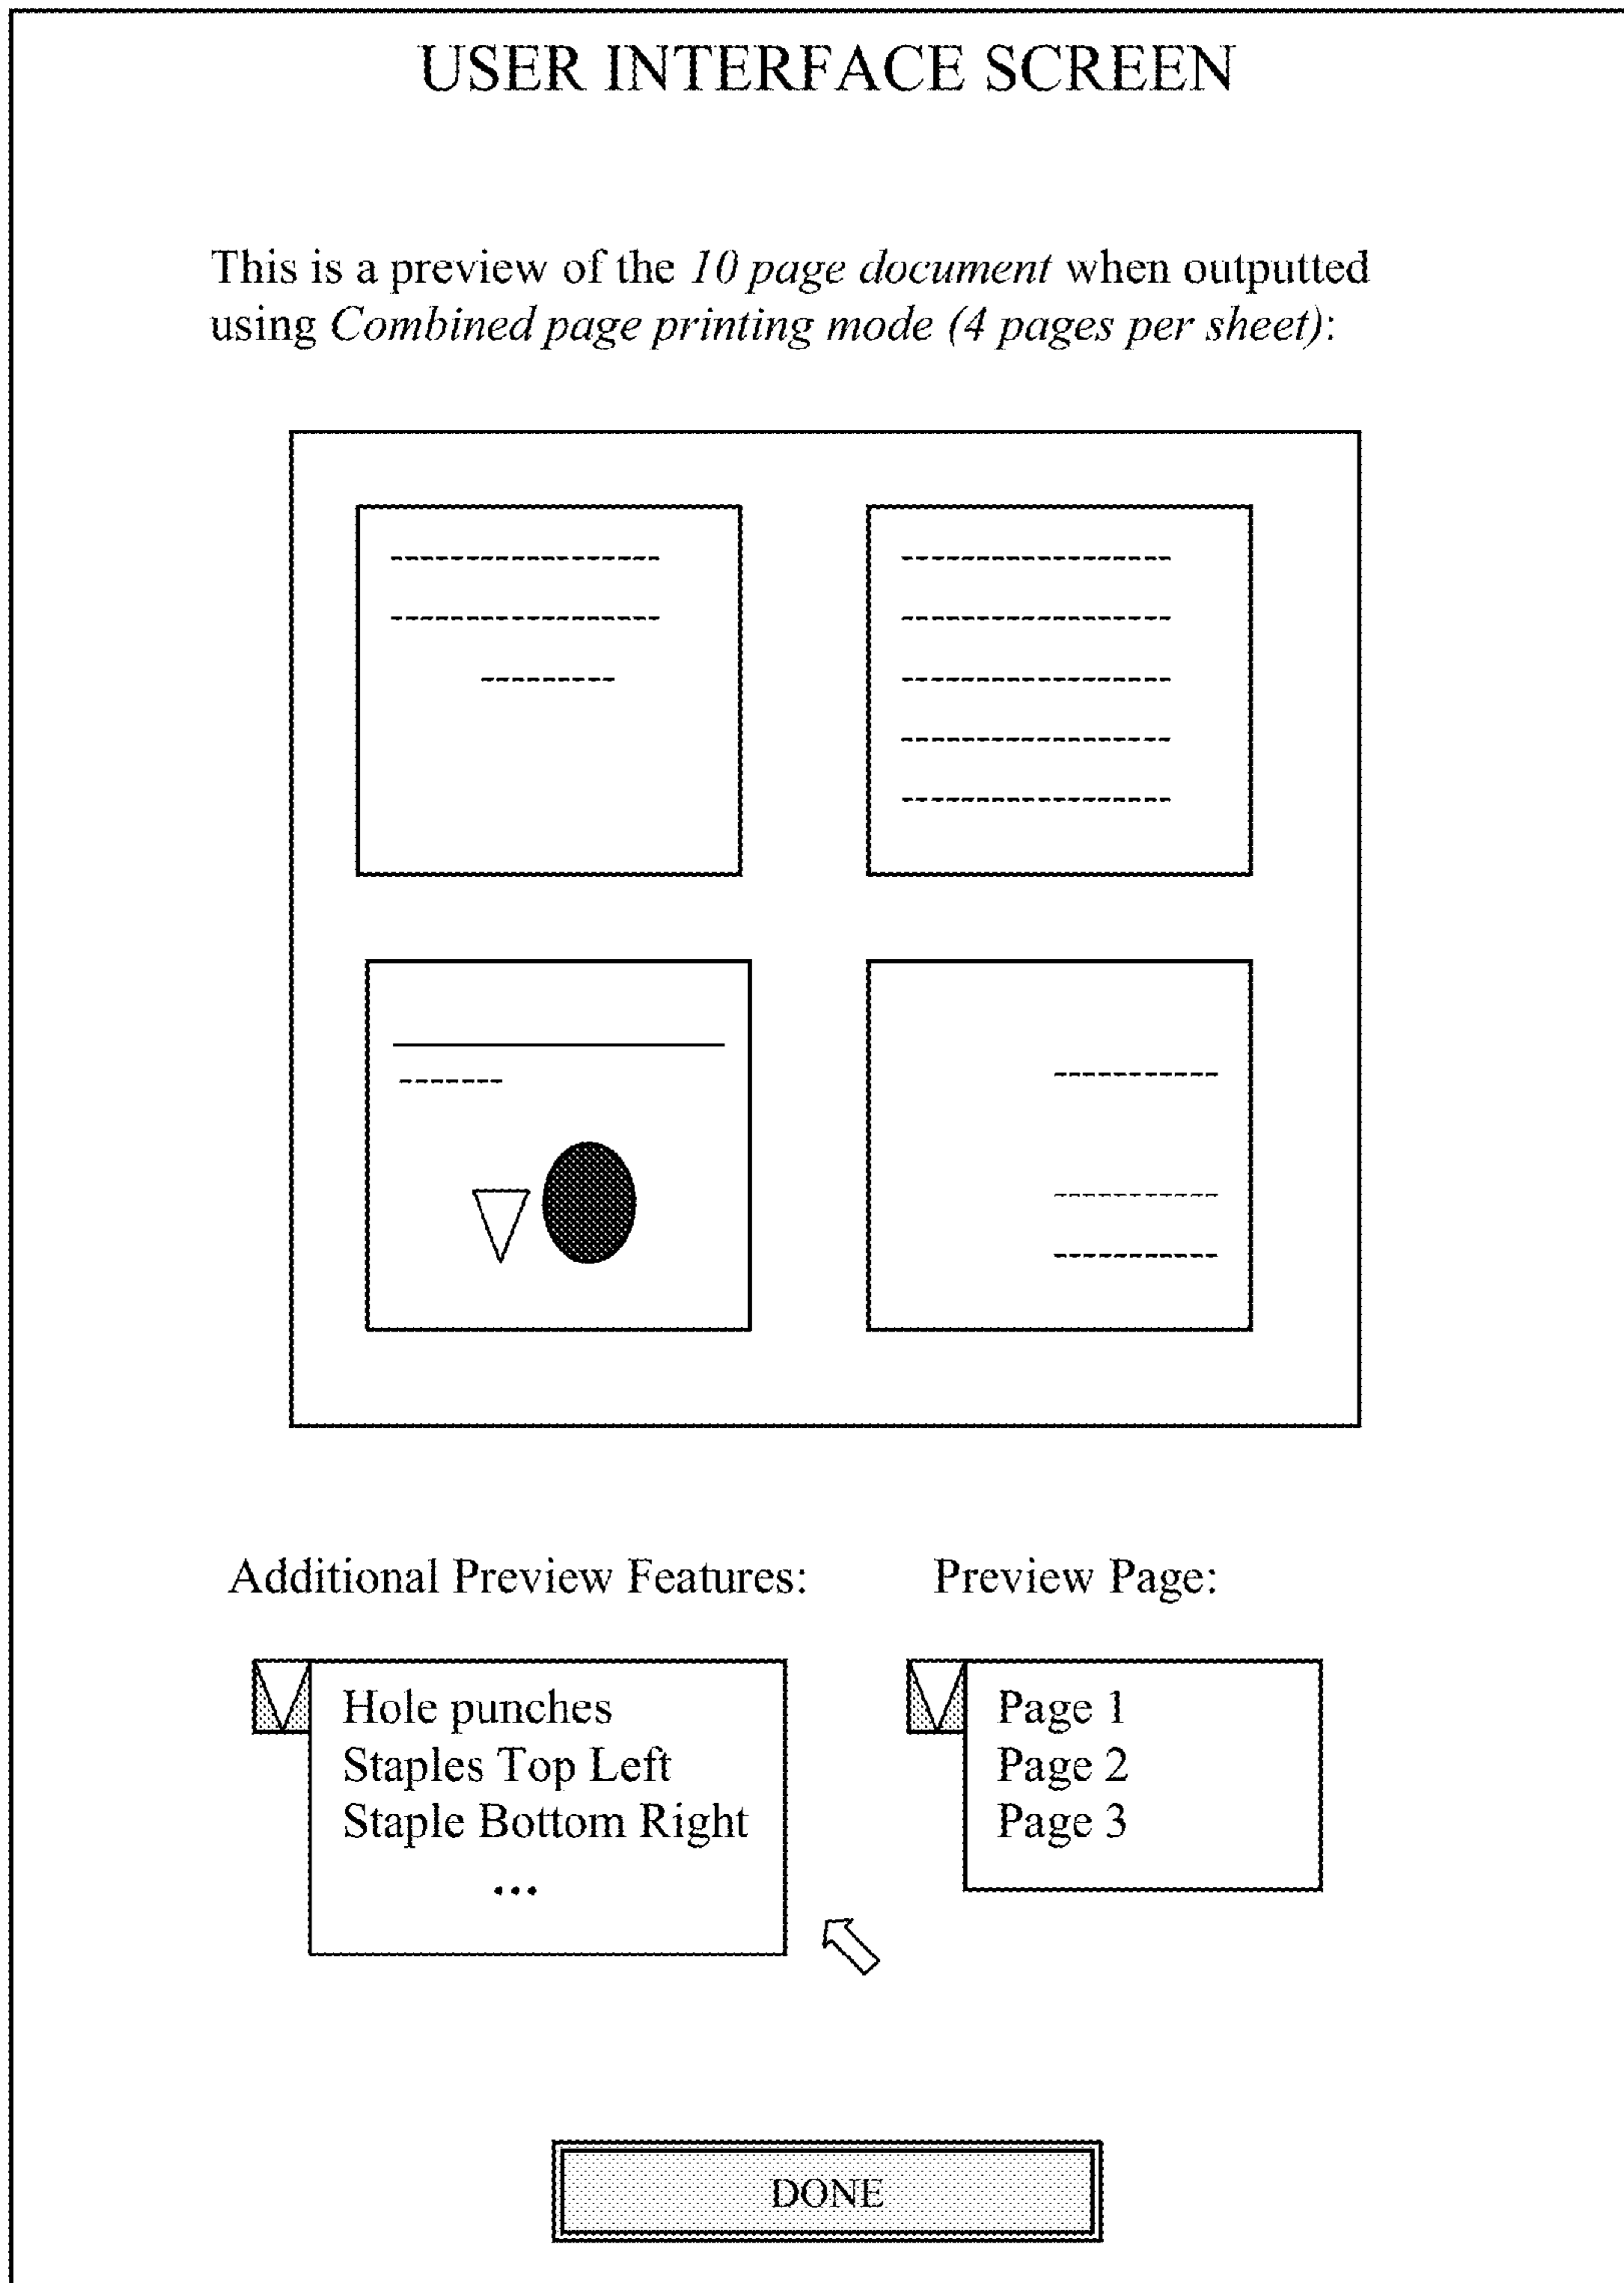 USER INTERFACE SCREEN
This is a preview of the 10 page document when outputted
using Combined page printing mode (4 pages per sheet):
Additional Preview Features:
Preview Page:
Hole punches
Staples Top Left
Staple Bottom Right
...
Page 1
Page 2
Page 3
DONE